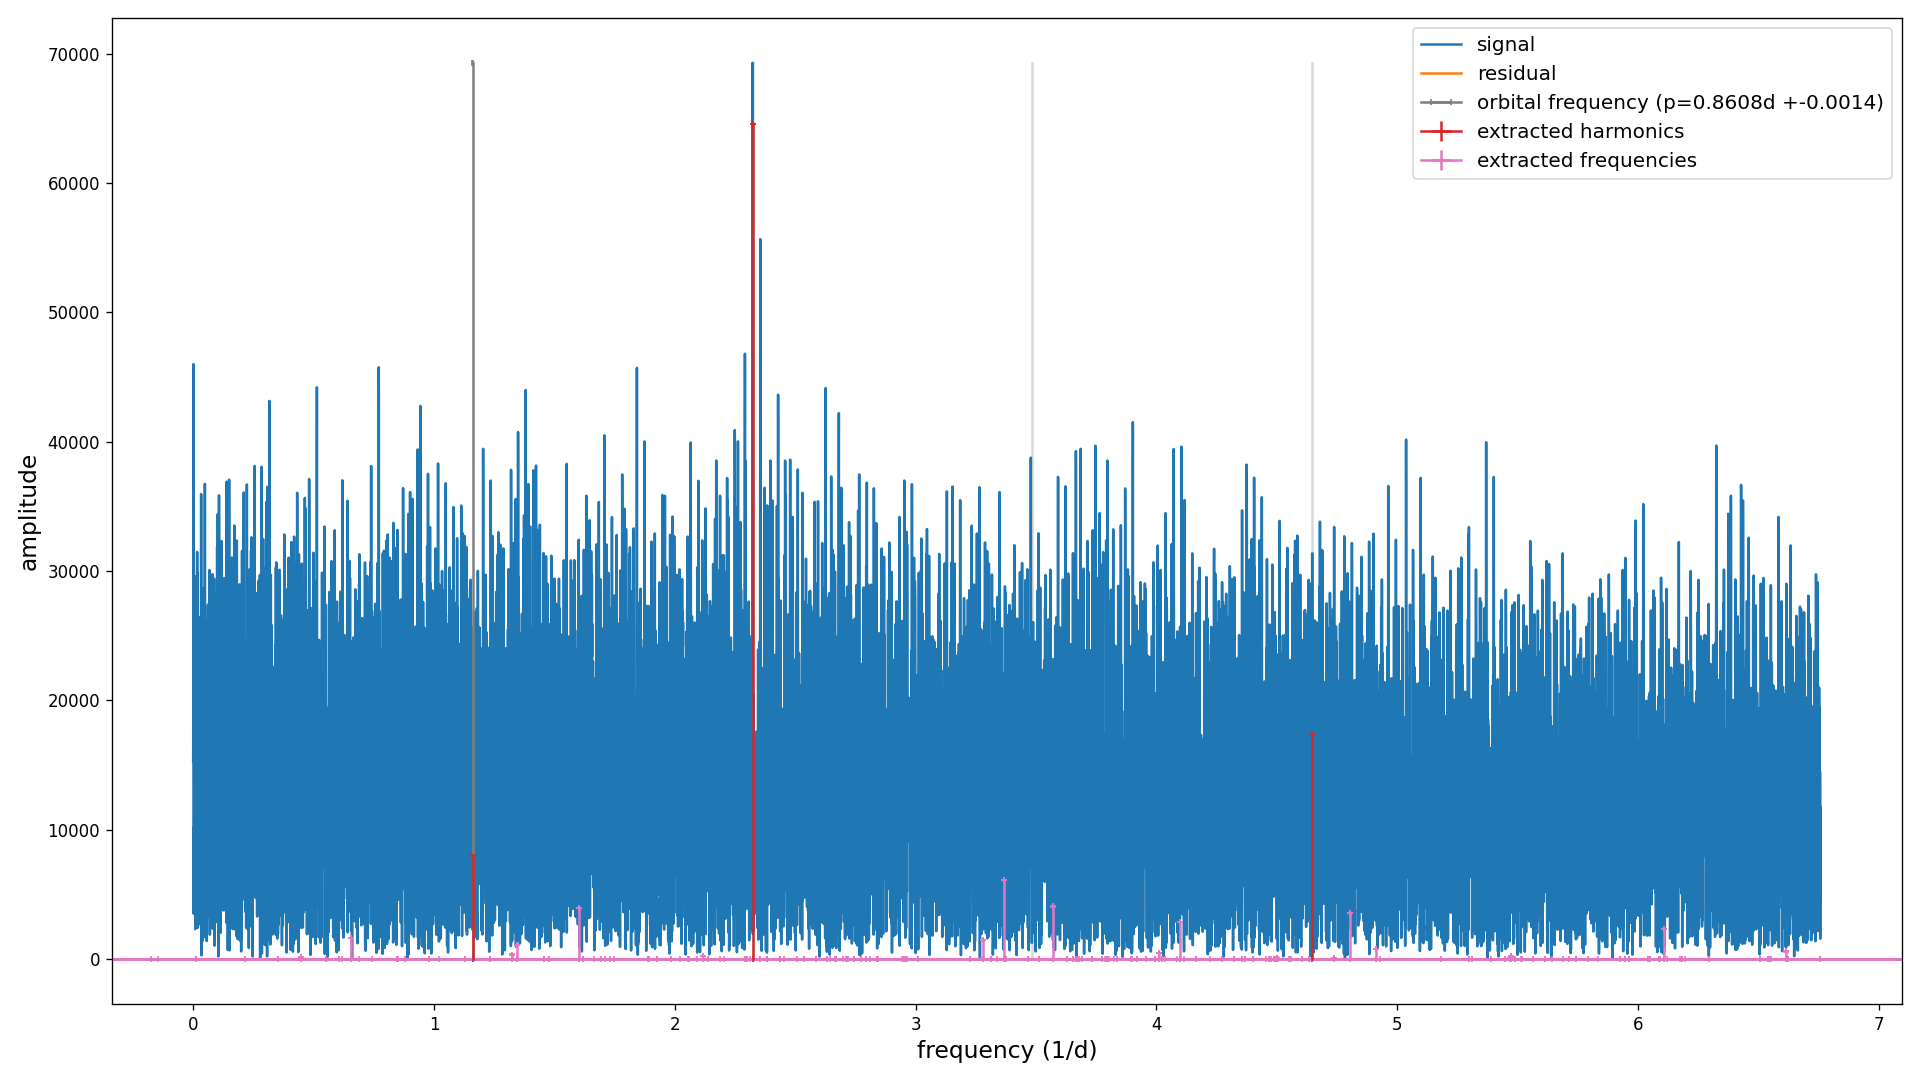 70000
60000
50000
40000
30000
20000
10000
0
amplitude
signal
residual
orbital frequency (p=0.8608d +-0.0014)
extracted harmonics
extracted frequencies
0 1 2 3 4 5 6 7
frequency (1/d)